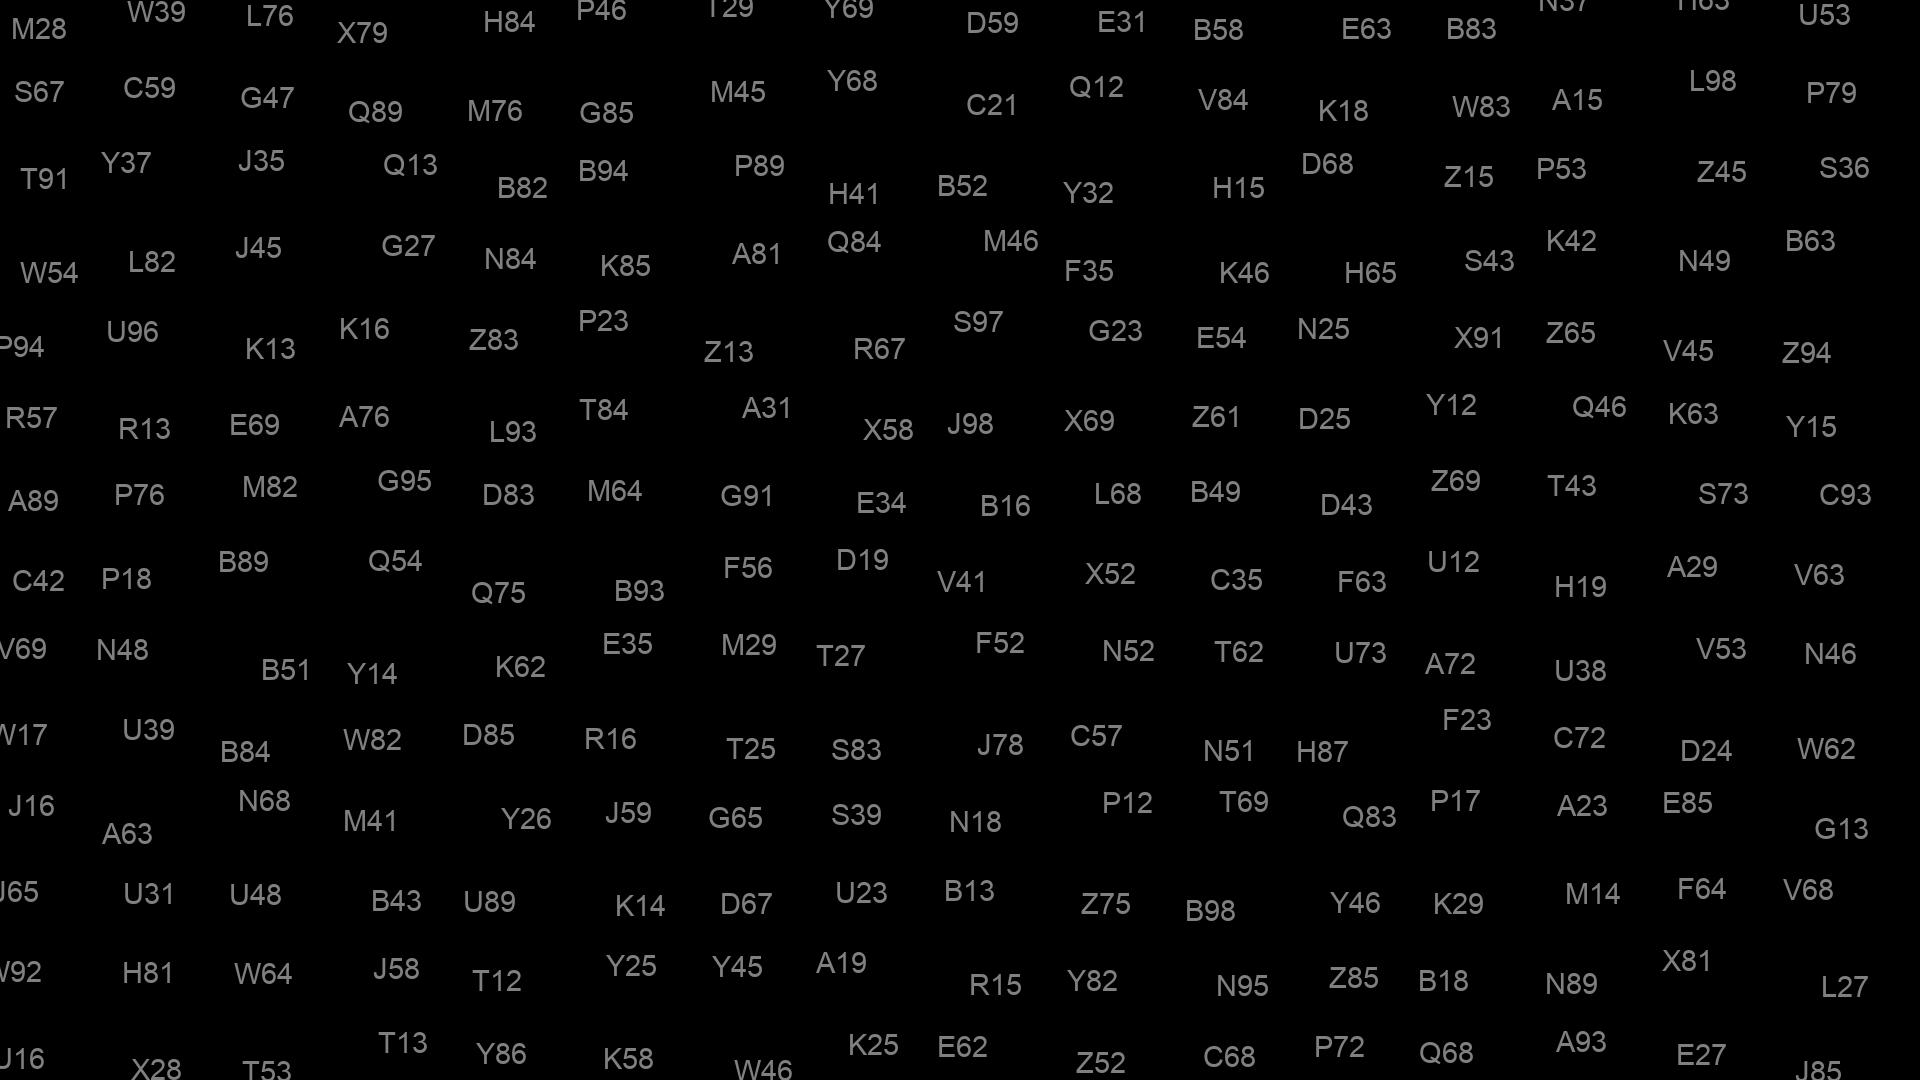 M28 W39 L76 X79 H84 P46 T29 Y69 D59 E31 B58 E63 B83 N37 H63 U53
S67 C59 G47 Q89 M76 G85 M45 Y68 C21 Q12 V84 K18 W83 A15 L98 P79
T91 Y37 J35 Q13 B82 B94 P89 H41 B52 Y32 H15 D68 Z15 P53 Z45 S36
W54 L82 J45 G27 N84 K85 A81 Q84 M46 F35 K46 H65 S43 K42 N49 B63
P94 U96 K13 K16 Z83 P23 Z13 R67 S97 G23 E54 N25 X91 Z65 V45 Z94
R57 R13 E69 A76 L93 T84 A31 X58 J98 X69 Z61 D25 Y12 Q46 K63 Y15
A89 P76 M82 G95 D83 M64 G91 E34 B16 L68 B49 D43 Z69 T43 S73 C93
C42 P18 B89 Q54 Q75 B93 F56 D19 V41 X52 C35 F63 U12 H19 A29 V63
V69 N48 B51 Y14 K62 E35 M29 T27 F52 N52 T62 U73 A72 U38 V53 N46
W17 U39 B84 W82 D85 R16 T25 S83 J78 C57 N51 H87 F23 C72 D24 W62
J16 A63 N68 M41 Y26 J59 G65 S39 N18 P12 T69 Q83 P17 A23 E85 G13
U31 U48 B43 U89 K14 D67 U23 B13 Z75 B98 Y46 K29 M14 F64 V68
W92 H81 W64 J58 T12 Y25 Y45 A19 R15 Y82 N95 Z85 B18 N89 X81 L27
X28 T53 T13 Y86 K58 W46 K25 E62 Z52 C68 P72 Q68 A93 E27 J85